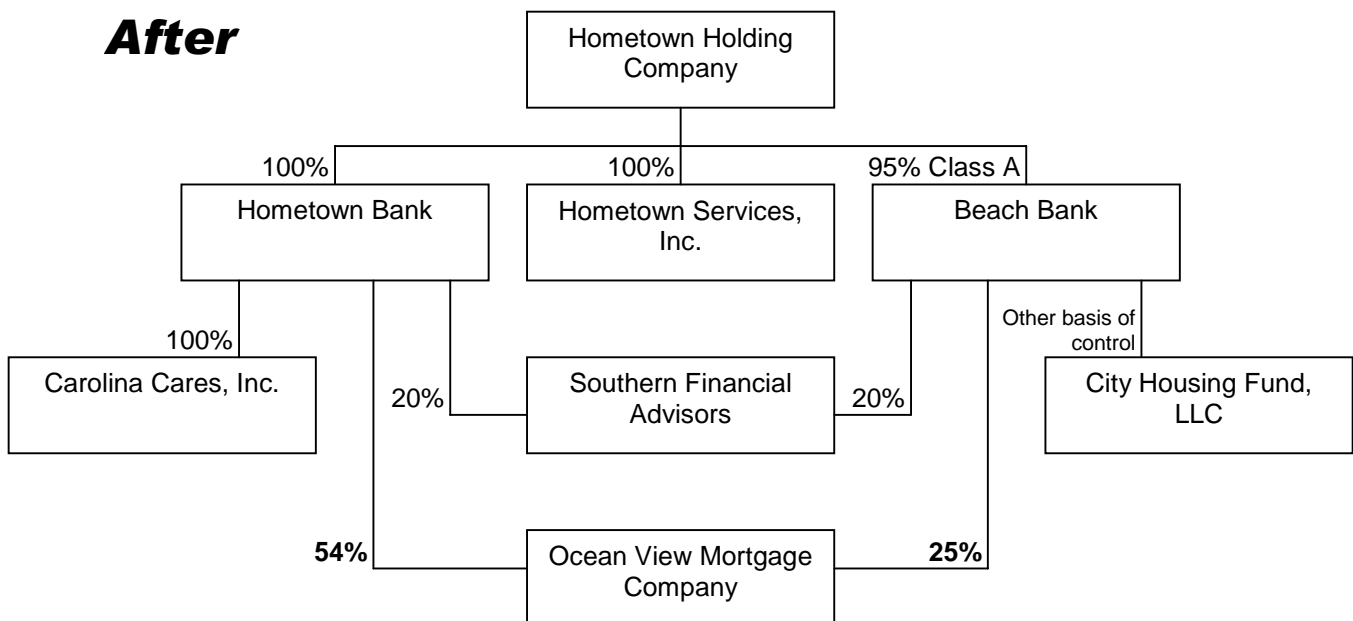 After
Hometown Holding
Company
100%
100%
95% Class A
Hometown Bank
Hometown Services,
Inc.
Beach Bank
100%
Other basis of
control
Carolina Cares, Inc.
20%
Southern Financial
Advisors
20%
City Housing Fund,
LLC
54%
Ocean View Mortgage
Company
25%